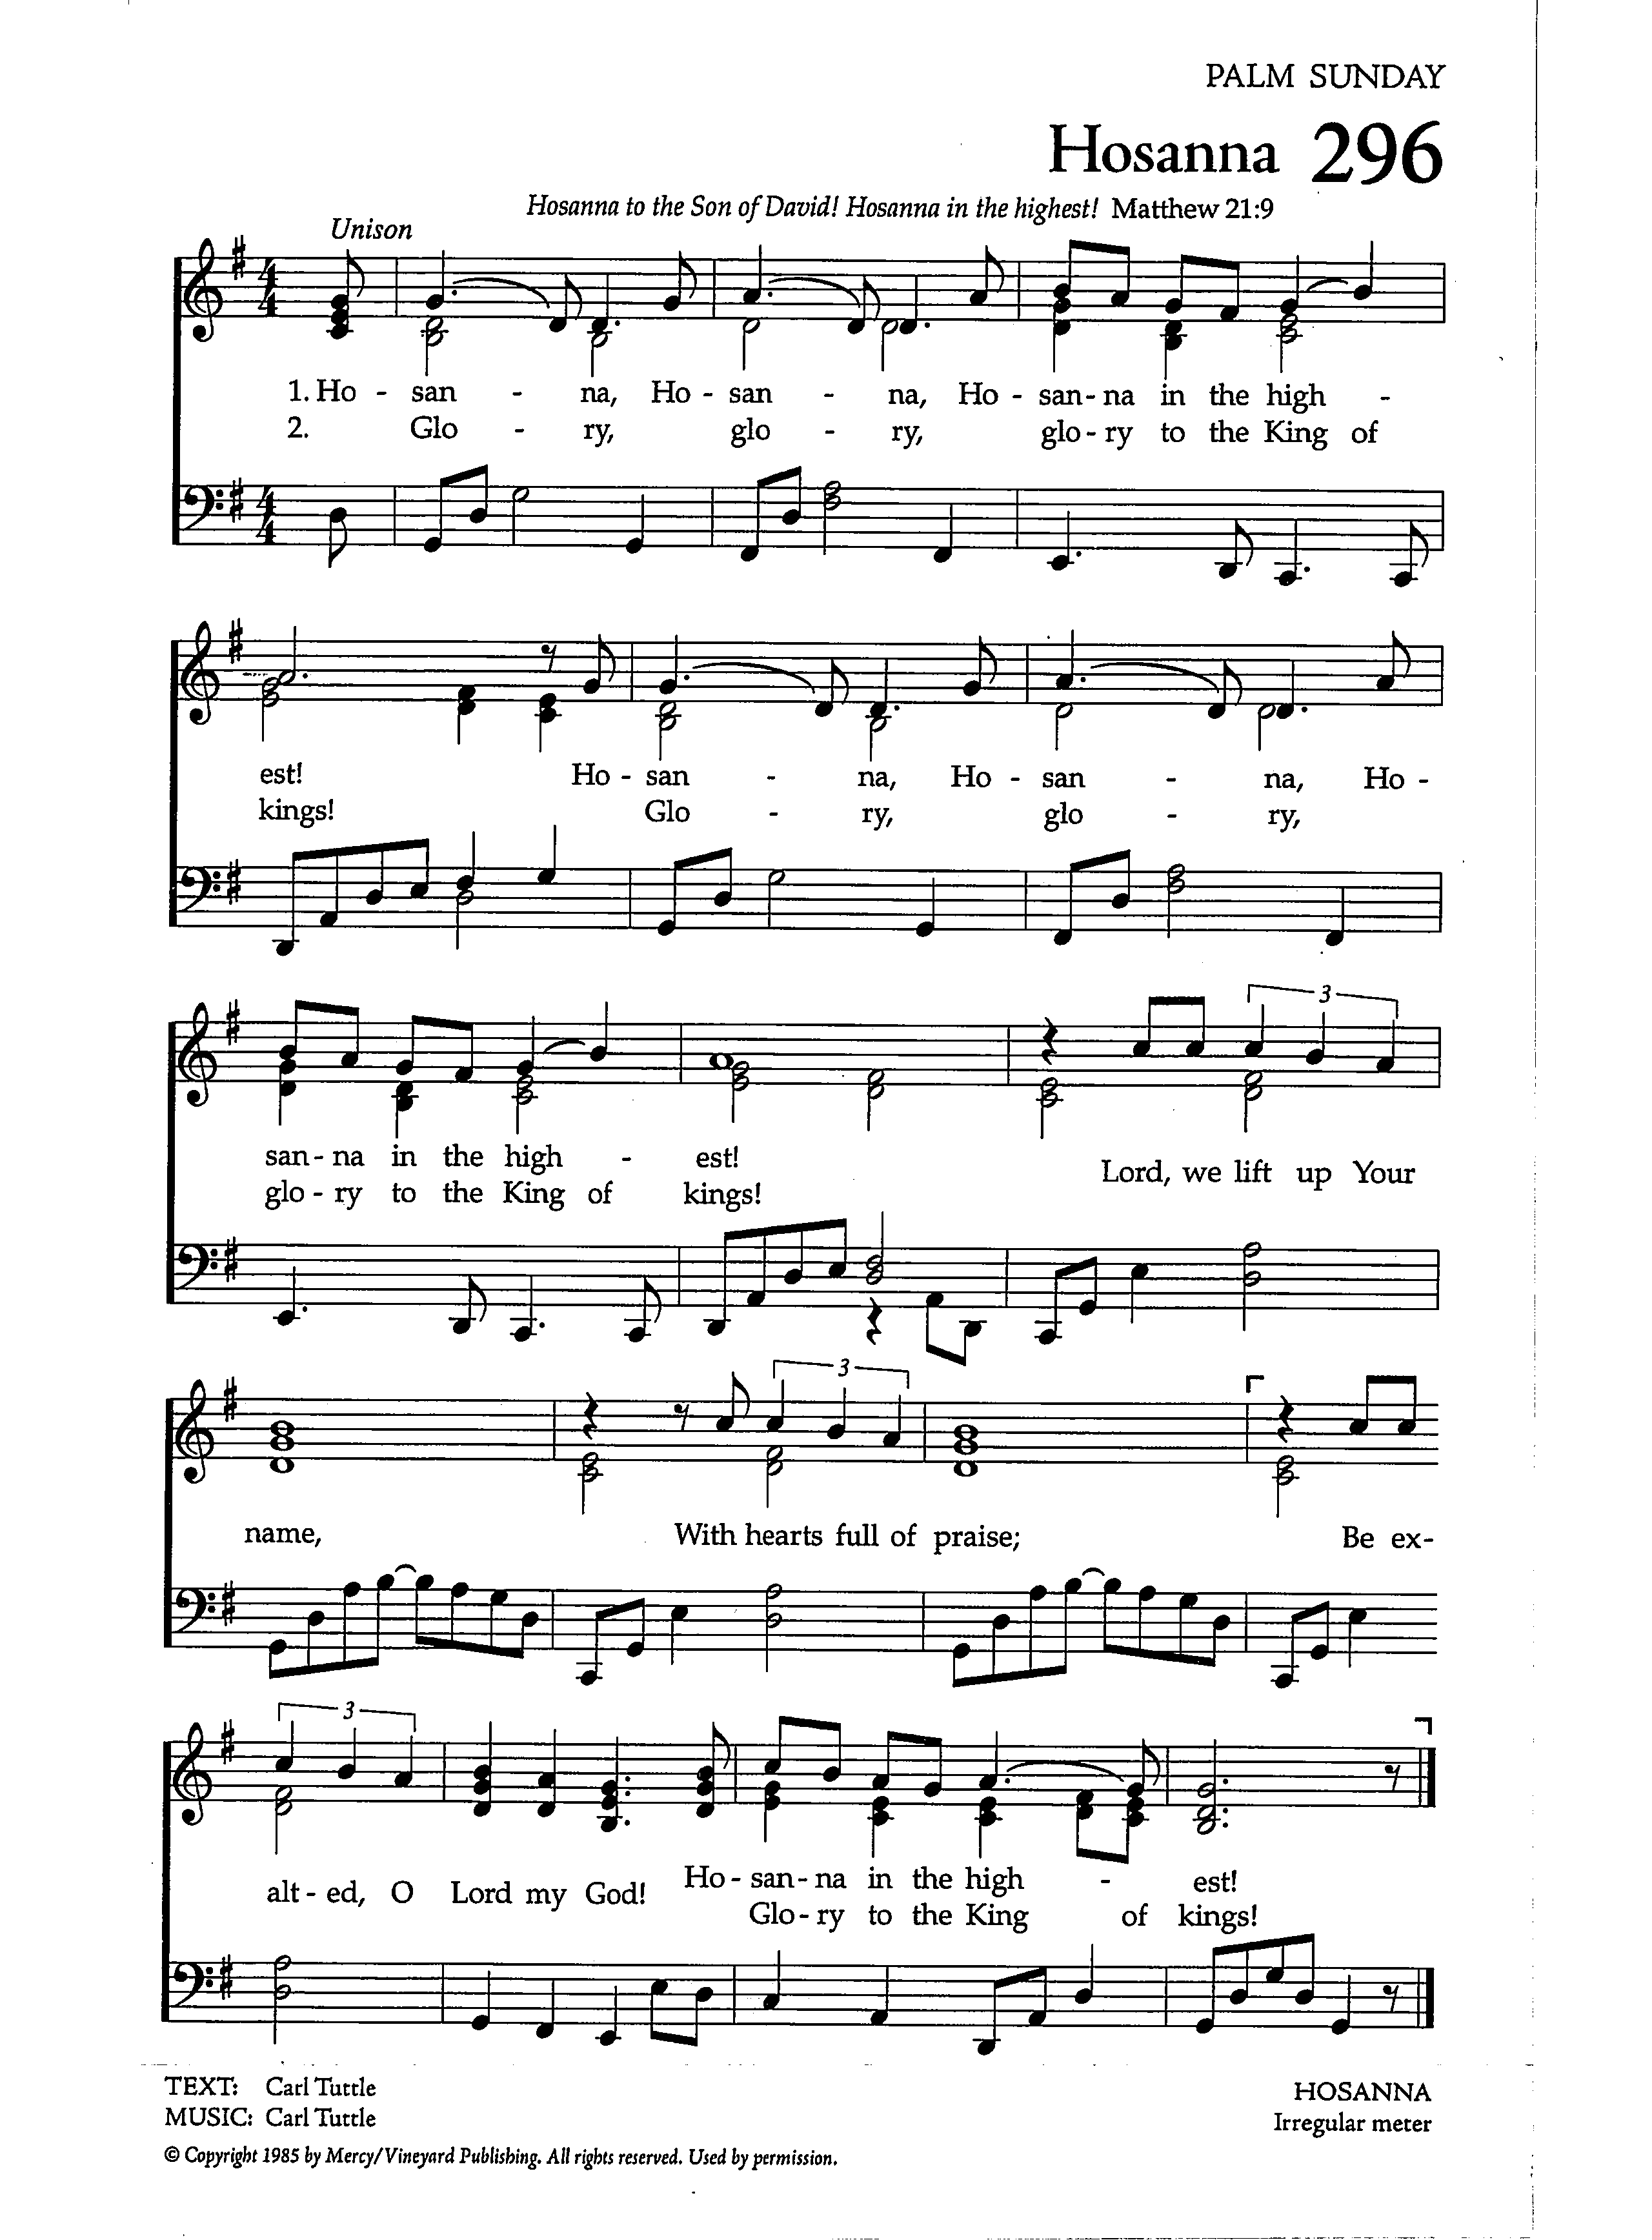 PALM SUNDAY
Hosanna 296
Hosanna to the Son of David! Hosanna in the highest! Matthew 21:9
Unison
1. Ho - san - na, Ho - san - na, Ho - san - na in the high -
2. Glo - ry, glo - ry, glo - ry to the King of
est! Ho - san - na, Ho - san - na, Ho -
kings! Glo - ry, glo - ry,
3
san - na in the high - est!
glo - ry to the King of kings!
Lord, we lift up Your
3
name, With hearts full of praise; Be ex-
3
alt - ed, O Lord my God! Ho - san - na in the high - est!
Glo - ry to the King of kings!
TEXT: Carl Tuttle
MUSIC: Carl Tuttle
HOSANNA
Irregular meter
© Copyright 1985 by Mercy/Vineyard Publishing. All rights reserved. Used by permission.